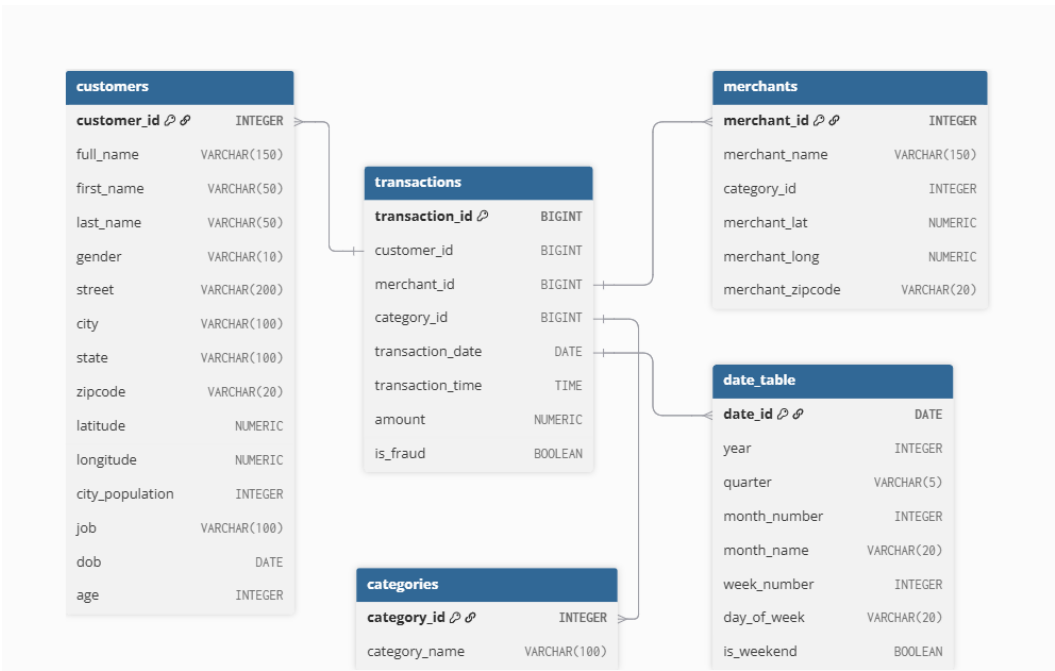 customers
customer_id INTEGER
full_name VARCHAR(150)
first_name VARCHAR(50)
last_name VARCHAR(50)
gender VARCHAR(10)
street VARCHAR(200)
city VARCHAR(100)
state VARCHAR(100)
zipcode VARCHAR(20)
latitude NUMERIC
longitude NUMERIC
city_population INTEGER
job VARCHAR(100)
dob DATE
age INTEGER
transactions
transaction_id BIGINT
customer_id BIGINT
merchant_id BIGINT
category_id BIGINT
transaction_date DATE
transaction_time TIME
amount NUMERIC
is_fraud BOOLEAN
categories
category_id INTEGER
category_name VARCHAR(100)
merchants
merchant_id INTEGER
merchant_name VARCHAR(150)
category_id INTEGER
merchant_lat NUMERIC
merchant_long NUMERIC
merchant_zipcode VARCHAR(20)
date_table
date_id DATE
year INTEGER
quarter VARCHAR(5)
month_number INTEGER
month_name VARCHAR(20)
week_number INTEGER
day_of_week VARCHAR(20)
is_weekend BOOLEAN